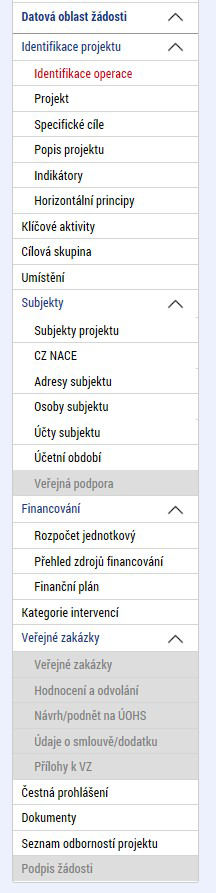 Datová oblast žádosti
Identifikace projektu
Identifikace operace
Projekt
Specifické cíle
Popis projektu
Indikátory
Horizontální principy
Klíčové aktivity
Cílová skupina
Umístění
Subjekty
Subjekty projektu
CZ NACE
Adresy subjektu
Osoby subjektu
Účty subjektu
Účetní období
Veřejná podpora
Financování
Rozpočet jednotkový
Přehled zdrojů financování
Finanční plán
Kategorie intervencí
Veřejné zakázky
Veřejné zakázky
Hodnocení a odvolání
Návrh/podnět na ÚOHS
Údaje o smlouvě/dodatku
Přílohy k VZ
Čestná prohlášení
Dokumenty
Seznam odborností projektu
Podpis žádosti